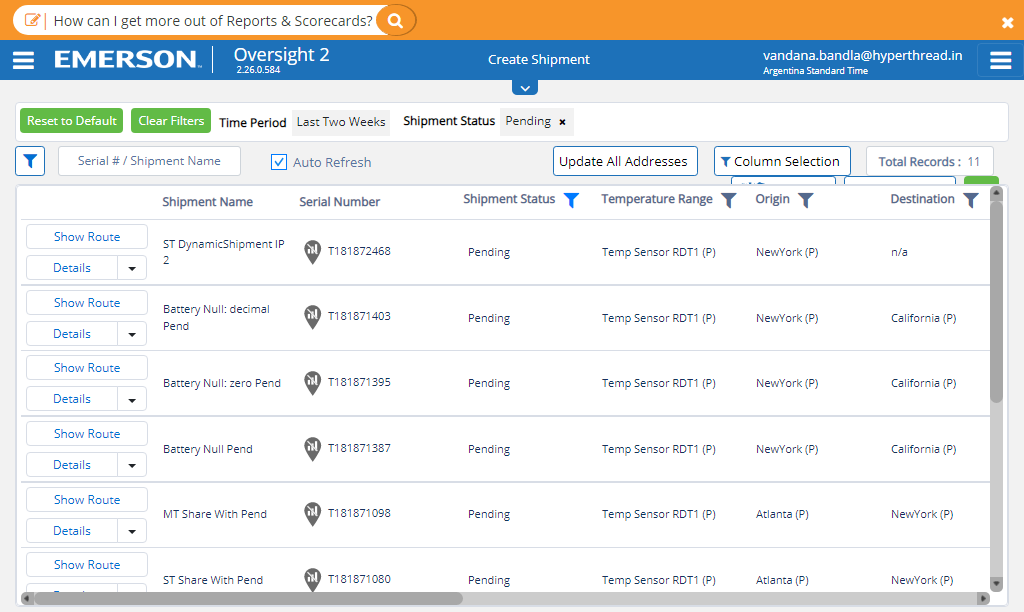 How can I get more out of Reports & Scorecards?
EMERSON
Oversight 2
2.26.0.584
Create Shipment
vandana.bandla@hyperthread.in
Argentina Standard Time
Reset to Default Clear Filters Time Period Last Two Weeks Shipment Status Pending ×
Serial # / Shipment Name Auto Refresh Update All Addresses Column Selection Total Records : 11
Shipment Name Serial Number Shipment Status Temperature Range Origin Destination
Show Route
Details
ST DynamicShipment IP
2
T181872468 Pending Temp Sensor RDT1 (P) NewYork (P) n/a
Show Route
Details
Battery Null: decimal
Pend
T181871403 Pending Temp Sensor RDT1 (P) NewYork (P) California (P)
Show Route
Details
Battery Null: zero Pend T181871395 Pending Temp Sensor RDT1 (P) NewYork (P) California (P)
Show Route
Details
Battery Null Pend T181871387 Pending Temp Sensor RDT1 (P) NewYork (P) California (P)
Show Route
Details
MT Share With Pend T181871098 Pending Temp Sensor RDT1 (P) Atlanta (P) NewYork (P)
Show Route
ST Share With Pend T181871080 Pending Temp Sensor RDT1 (P) Atlanta (P) NewYork (P)